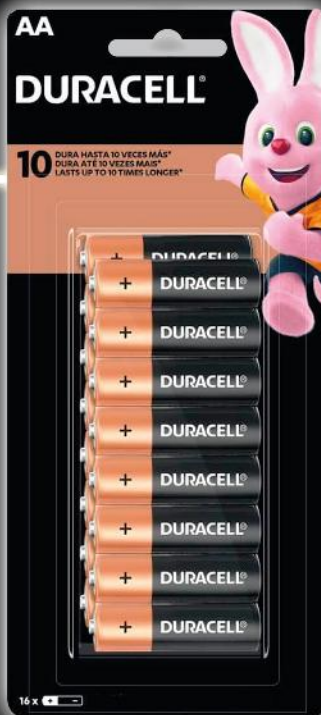 AA
DURACELL®
10 DURA HASTA 10 VECES MÁS*
DURA ATÉ 10 VEZES MAIS*
LASTS UP TO 10 TIMES LONGER*
+ DURACELL®
+ DURACELL®
+ DURACELL®
+ DURACELL®
+ DURACELL®
+ DURACELL®
+ DURACELL®
+ DURACELL®
+ DURACELL®
16 x + -